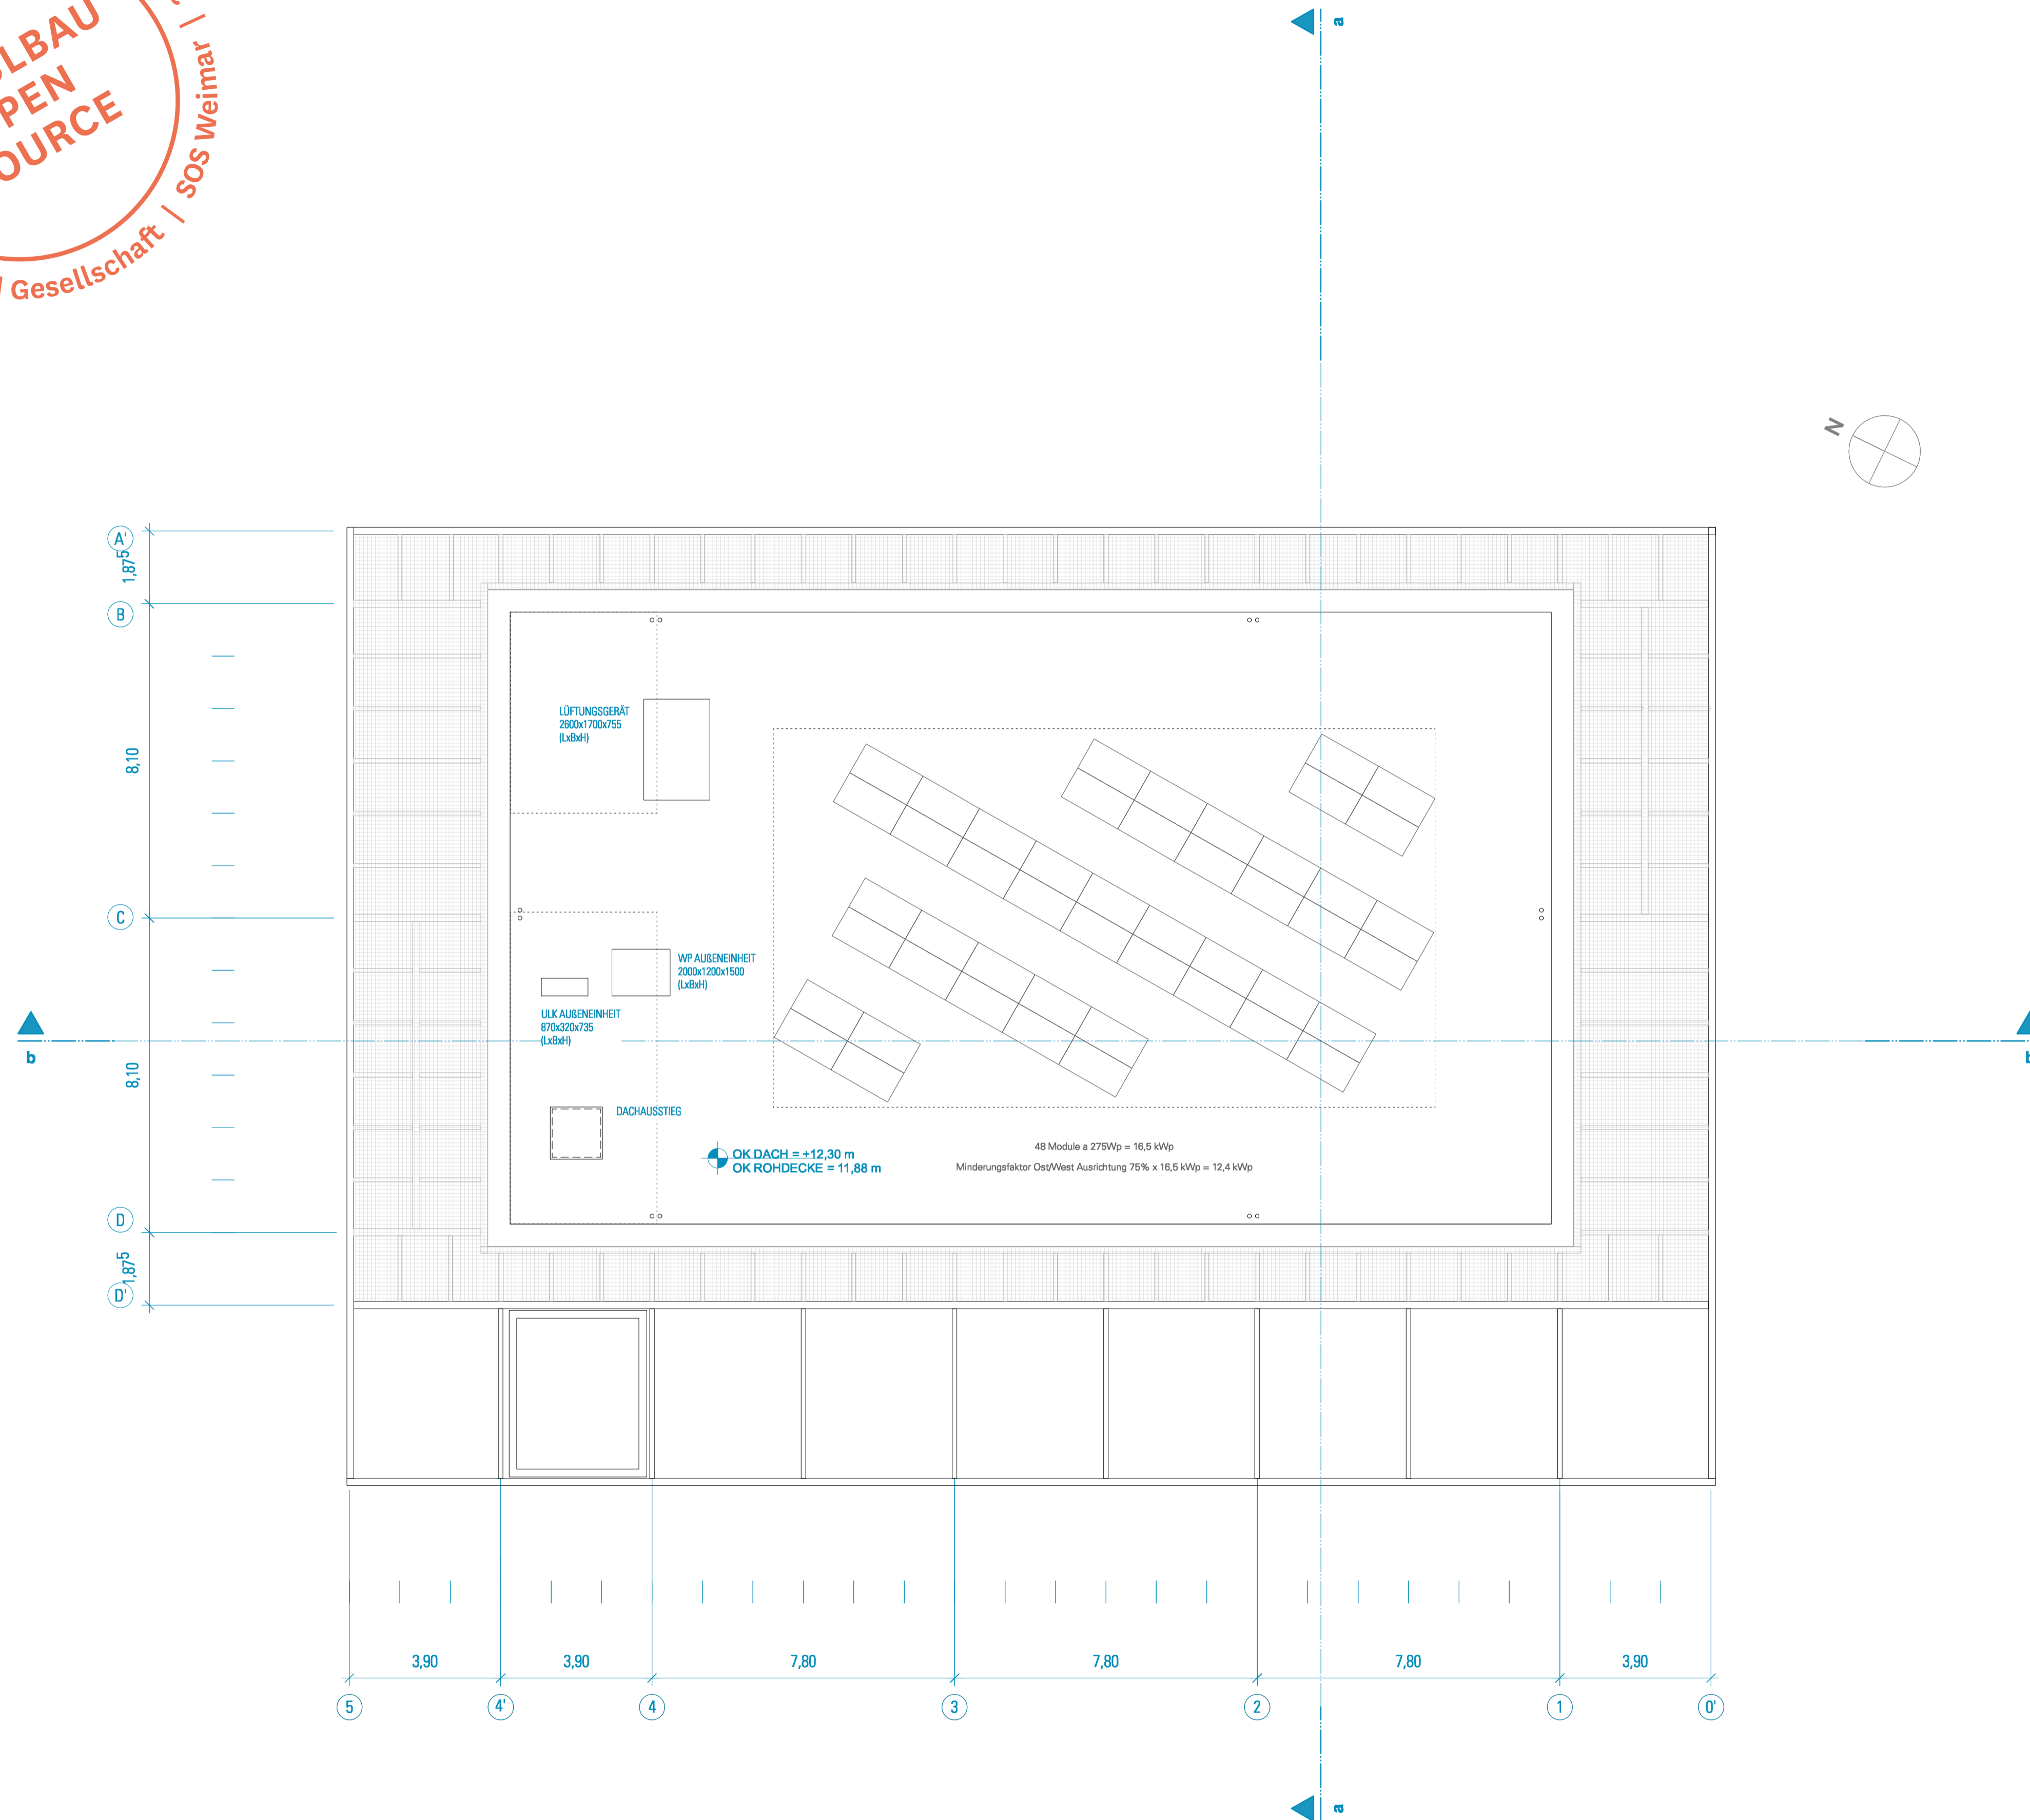 PEN
OURCE
Gesellschaft | SOS Weimar |
a
N
A'
1,875
B
8,10
C
8,10
D
1,875
D'
LÜFTUNGSGERÄT
2600x1700x755
(LxBxH)
WP AUßENEINHEIT
2000x1200x1500
(LxBxH)
ULK AUßENEINHEIT
870x320x735
(LxBxH)
b
b
DACHAUSSTIEG
OK DACH = +12,30 m
OK ROHDECKE = 11,88 m
48 Module a 275Wp = 16,5 kWp
Minderungsfaktor Ost/West Ausrichtung 75% x 16,5 kWp = 12,4 kWp
3,90 3,90 7,80 7,80 7,80 3,90
5 4' 4 3 2 1 0'
a